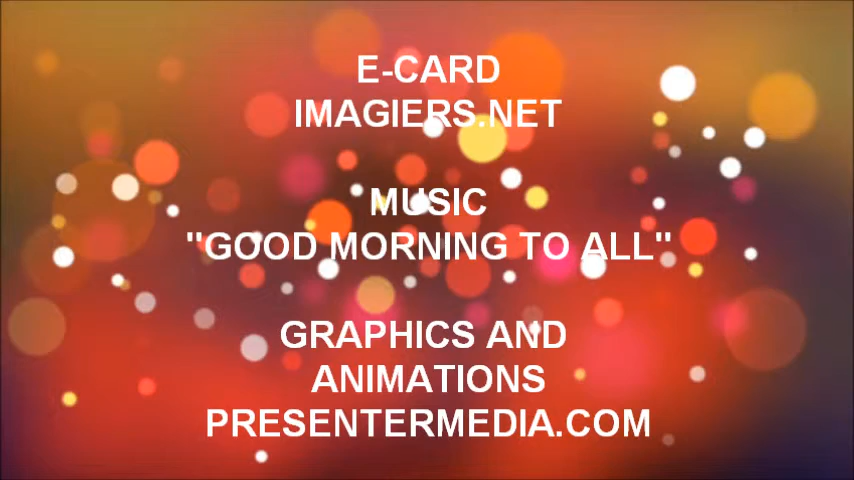 E-CARD
IMAGIERS.NET
MUSIC
"GOOD MORNING TO ALL"
GRAPHICS AND
ANIMATIONS
PRESENTERMEDIA.COM